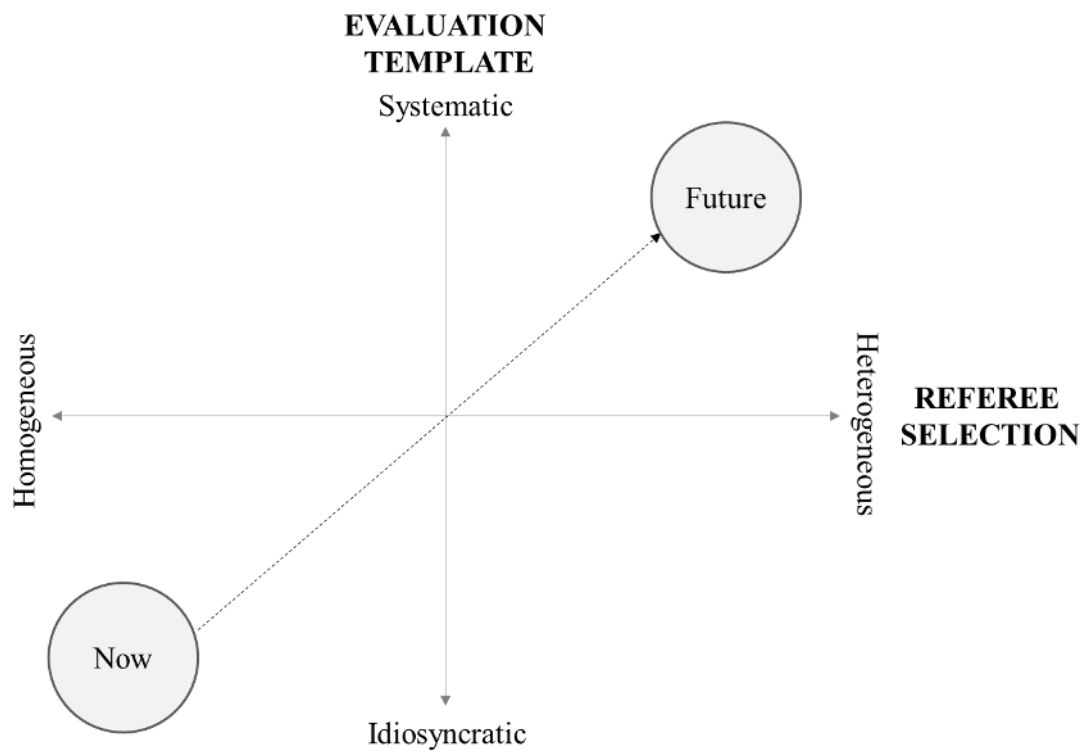 EVALUATION
TEMPLATE
Systematic
Future
Homogeneous
Heterogeneous
REFEREE
SELECTION
Now
Idiosyncratic